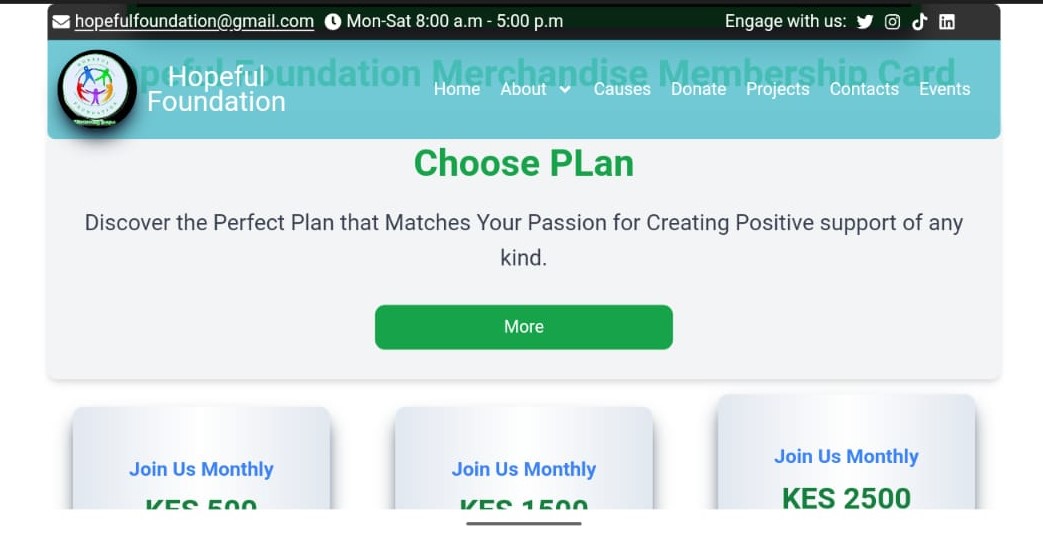 hopefulfoundation@gmail.com Mon-Sat 8:00 a.m - 5:00 p.m Engage with us:
Hopeful Foundation Merchandise Membership Card
Hopeful
Foundation
Home About Causes Donate Projects Contacts Events
Choose PLan
Discover the Perfect Plan that Matches Your Passion for Creating Positive support of any
kind.
More
Join Us Monthly
KES 500
Join Us Monthly
KES 1500
Join Us Monthly
KES 2500